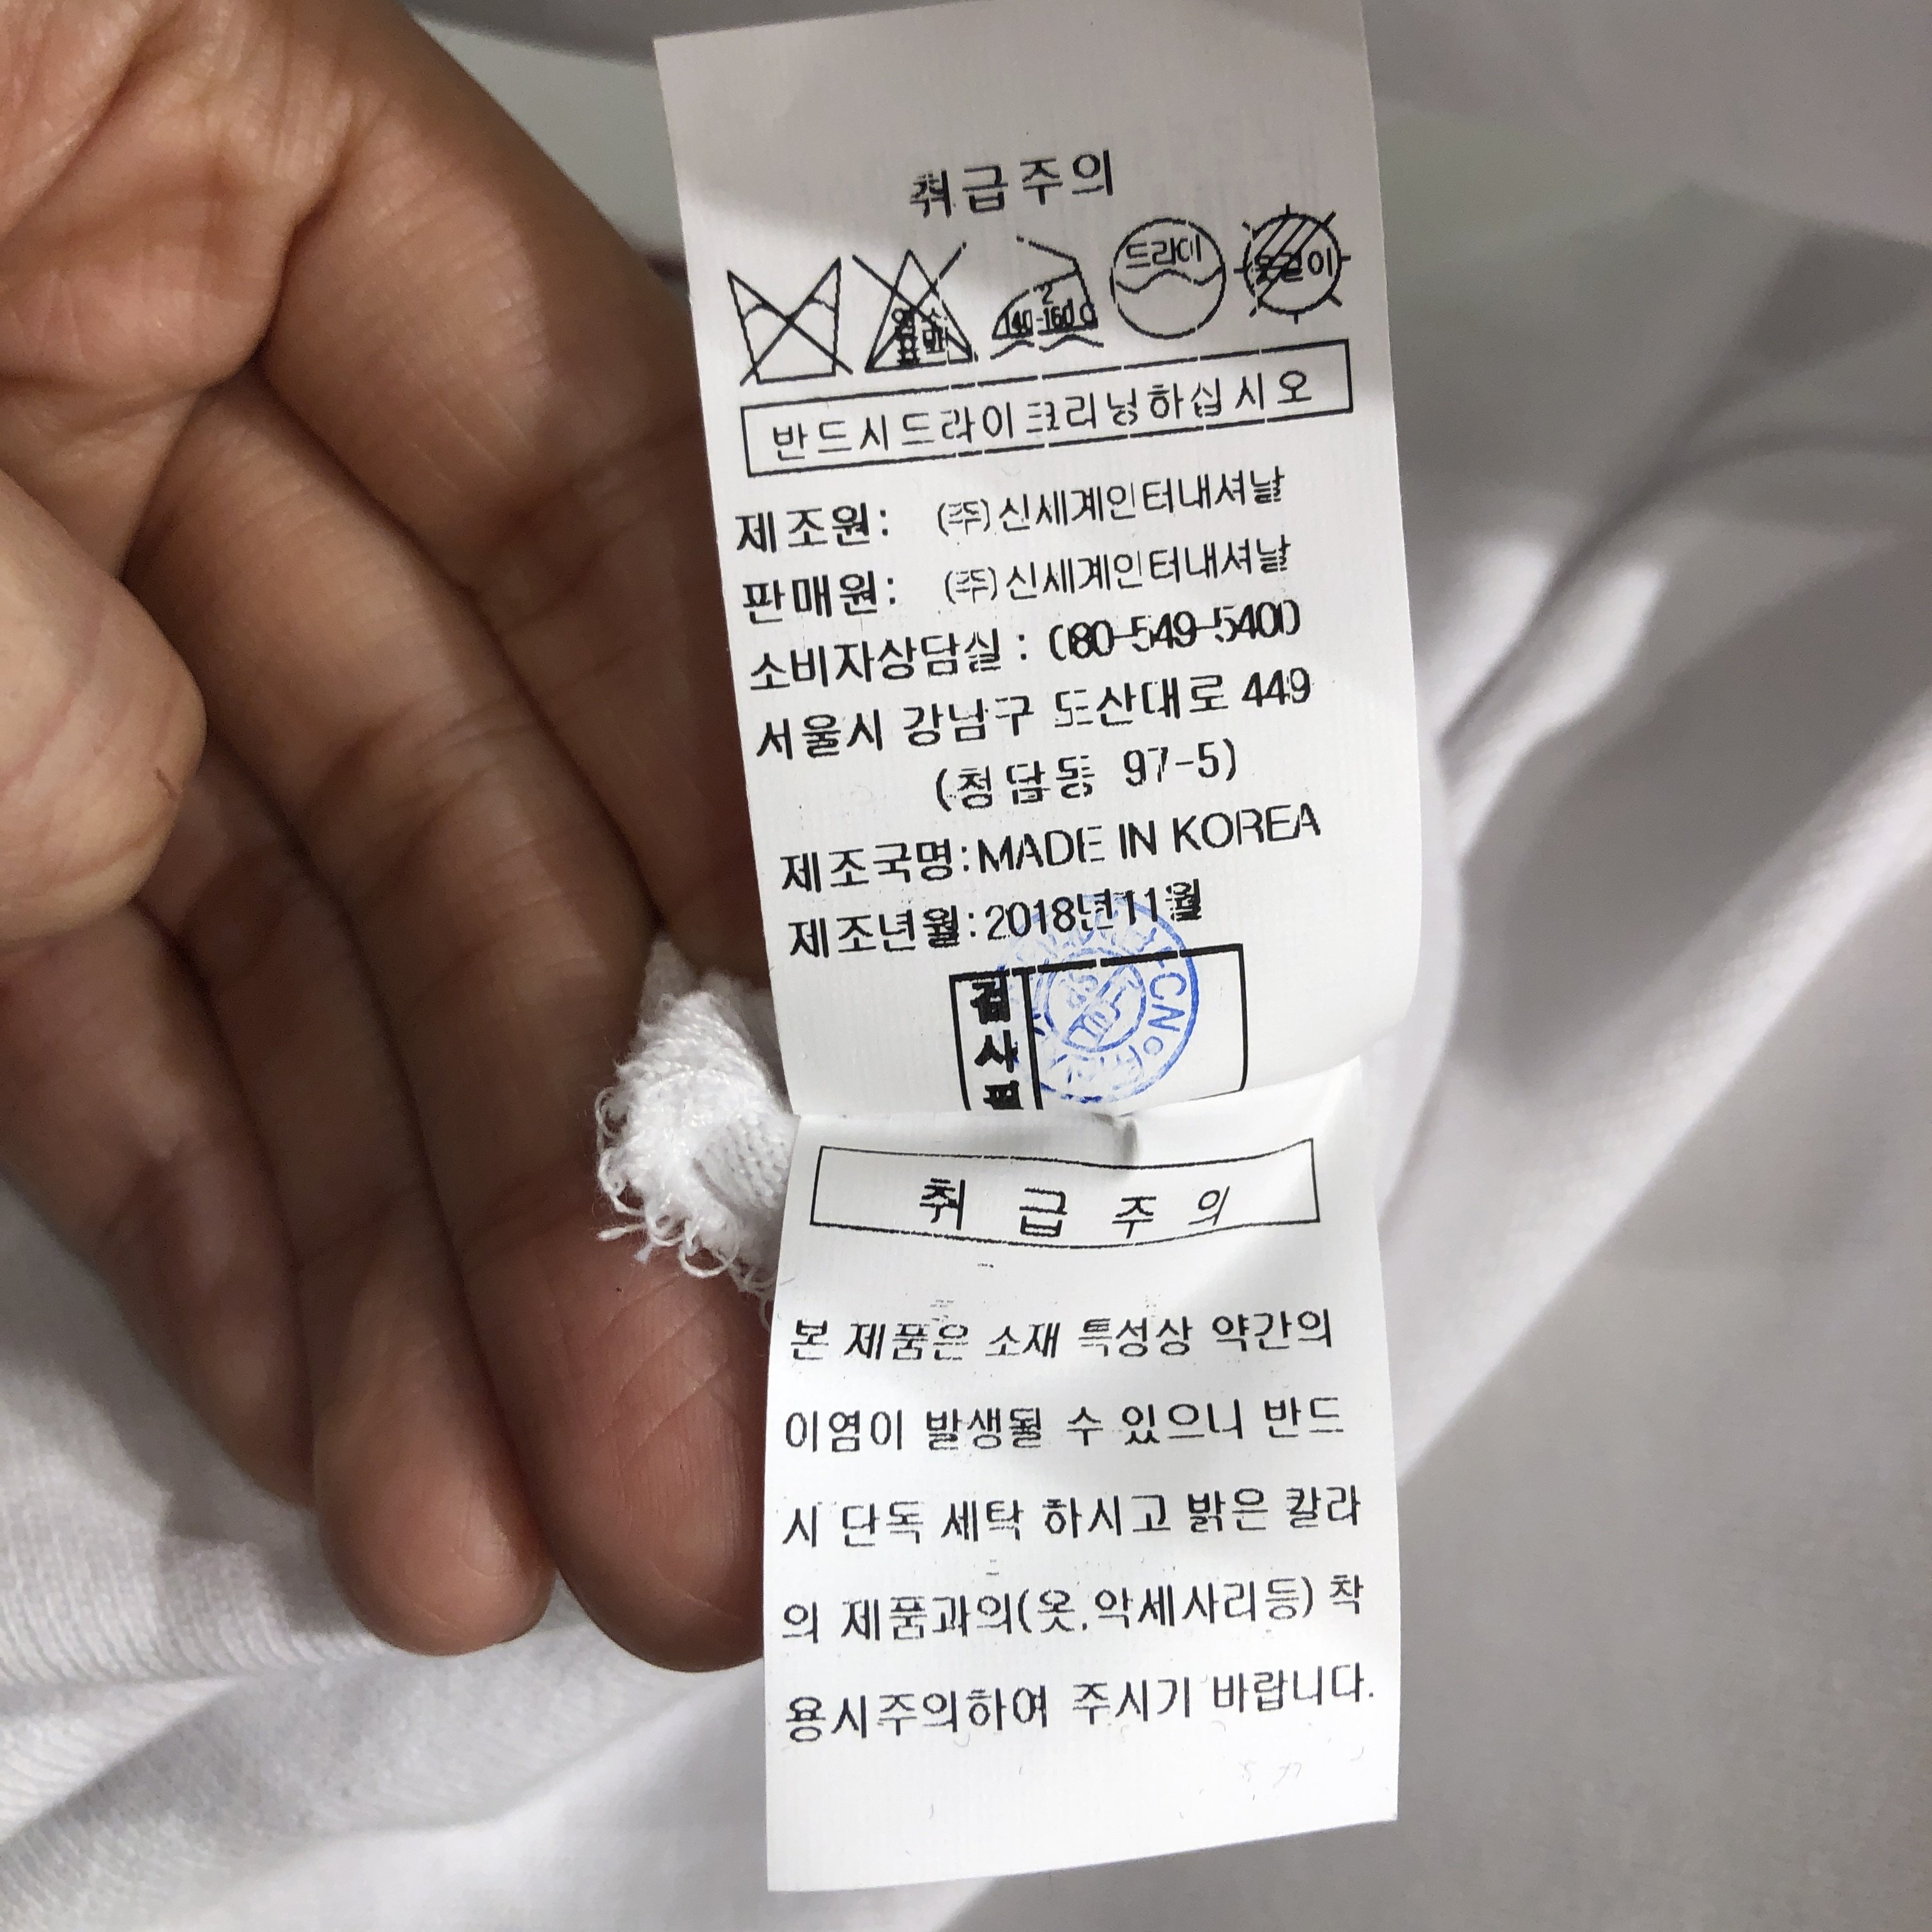 취급주의
드라이
140-160℃
반드시드라이크리닝하십시오
제조원: (주)신세계인터내셔날
판매원: (주)신세계인터내셔날
소비자상담실 : 080-549-5400
서울시 강남구 도산대로 449
(청담동 97-5)
제조국명:MADE IN KOREA
제조년월:2018년11월
검사필
취 급 주 의
본 제품은 소재 특성상 약간의
이염이 발생될 수 있으니 반드
시 단독 세탁 하시고 밝은 칼라
의 제품과의(옷,악세사리등) 착
용시주의하여 주시기 바랍니다.